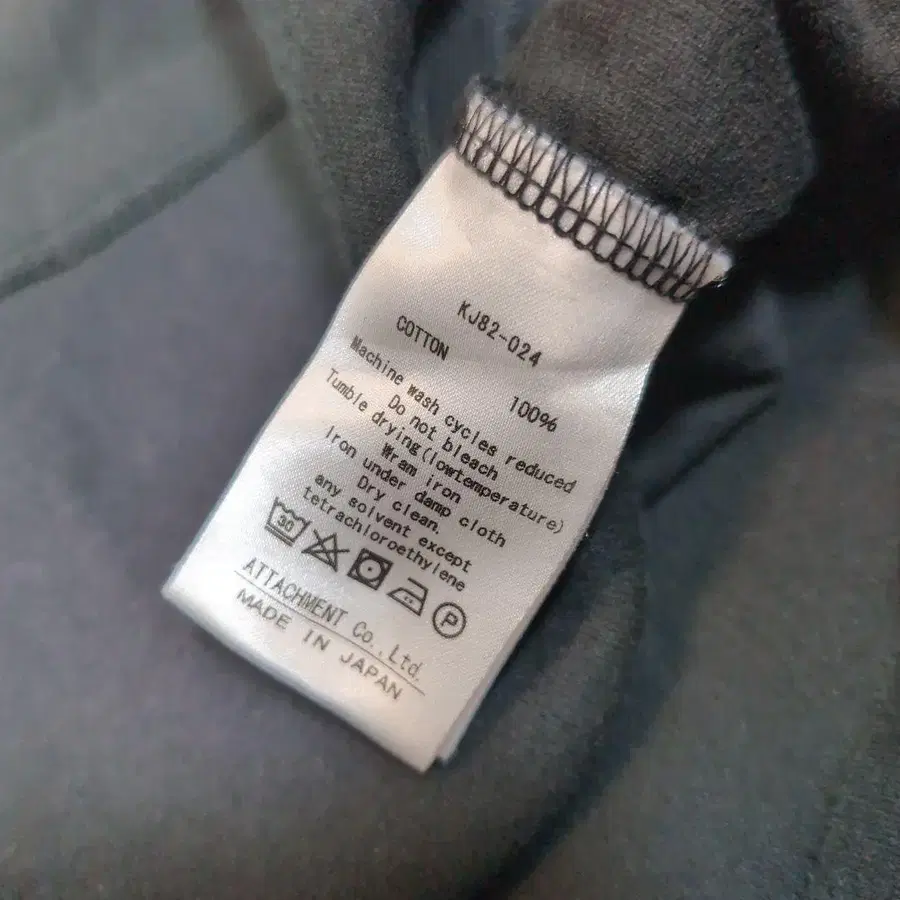 KJ82-024
COTTON 100%
Machine wash cycles reduced
Do not bleach
Tumble drying(lowtemperature)
Wram iron
Iron under damp cloth
Dry clean.
any solvent except
tetrachloroethylene
30
P
ATTACHMENT Co.,Ltd.
MADE IN JAPAN